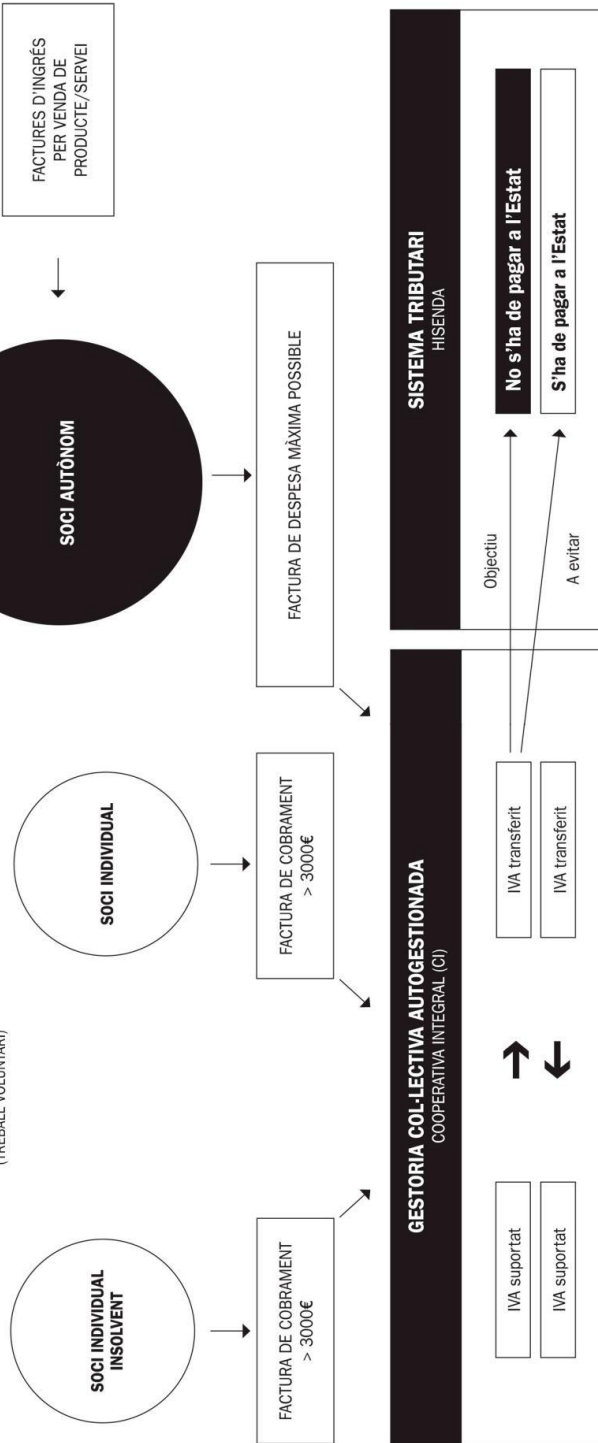 (TREBALL VOLUNTARI)
SOCI INDIVIDUAL
INSOLVENT
SOCI INDIVIDUAL
SOCI AUTÒNOM
FACTURES D'INGRÉS
PER VENDA DE
PRODUCTE/SERVEI
FACTURA DE COBRAMENT
> 3000€
FACTURA DE COBRAMENT
> 3000€
FACTURA DE DESPESA MÀXIMA POSSIBLE
GESTORIA COL·LECTIVA AUTOGESTIONADA
COOPERATIVA INTEGRAL (CI)
SISTEMA TRIBUTARI
HISENDA
IVA suportat
IVA transferit
Objectiu
No s'ha de pagar a l'Estat
IVA suportat
IVA transferit
A evitar
S'ha de pagar a l'Estat